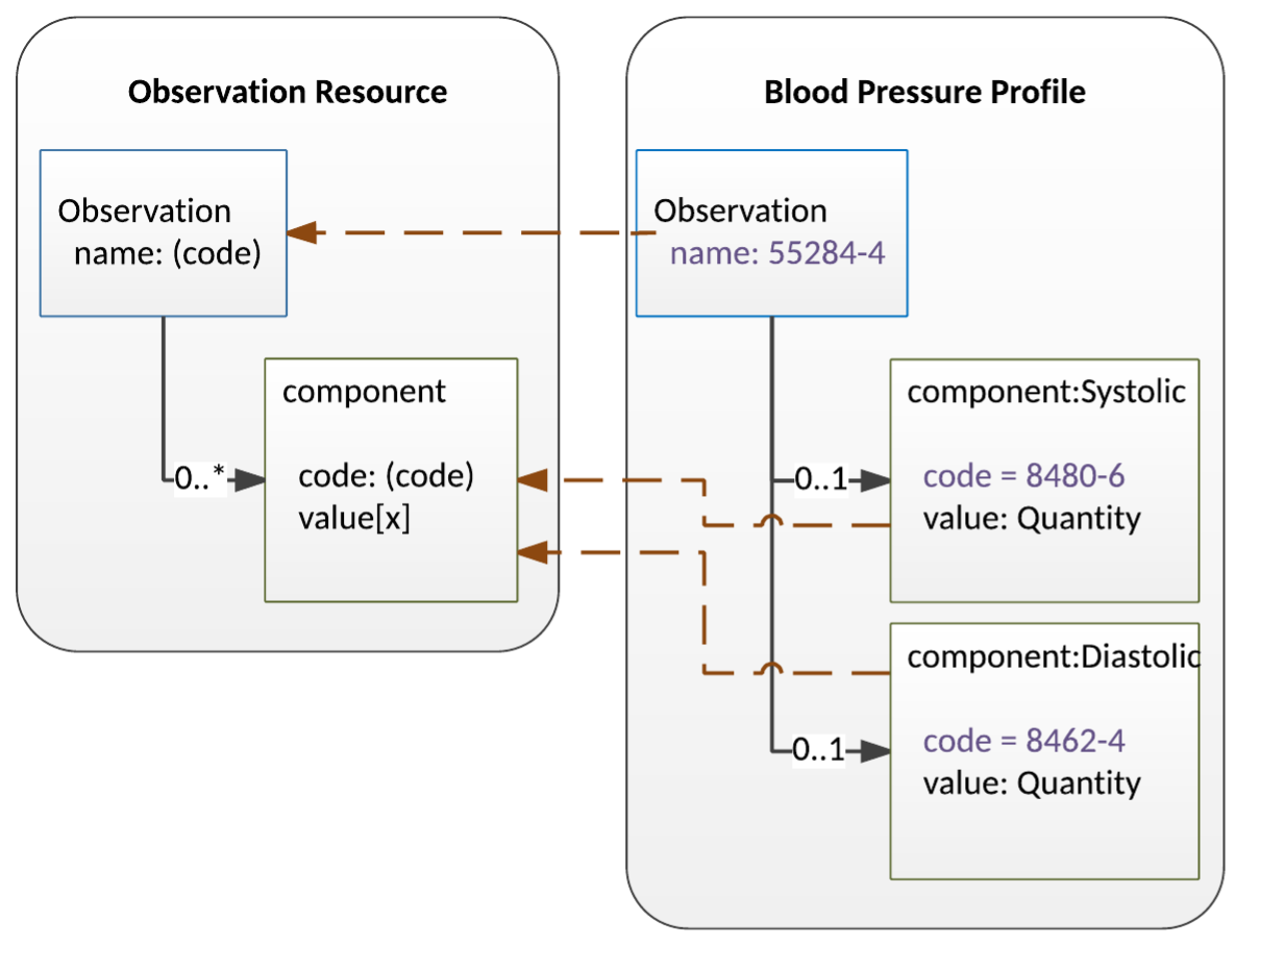 Observation Resource
Observation
name: (code)
0..*
component
code: (code)
value[x]
Blood Pressure Profile
Observation
name: 55284-4
0..1
component:Systolic
code = 8480-6
value: Quantity
0..1
component:Diastolic
code = 8462-4
value: Quantity